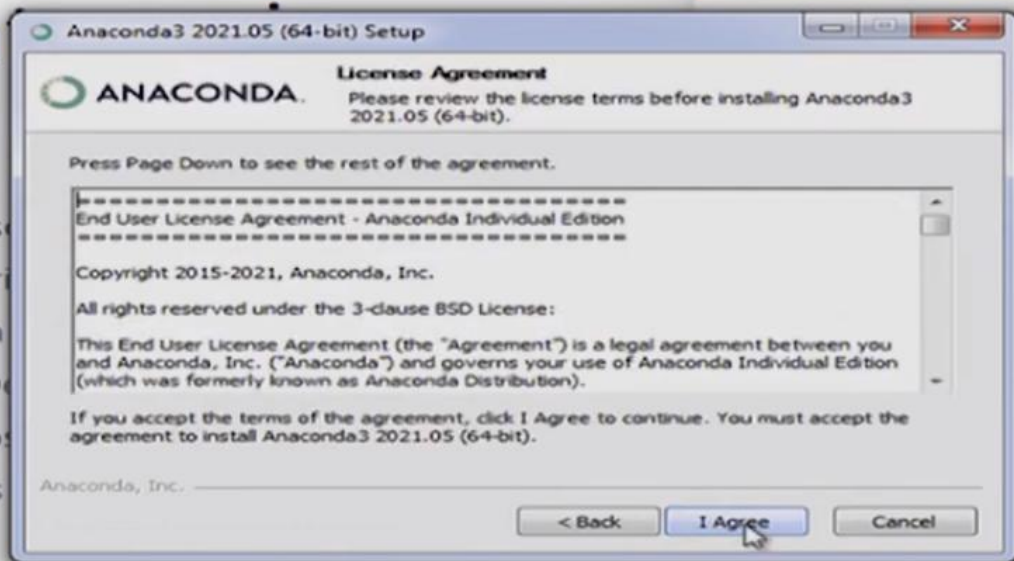 Anaconda3 2021.05 (64-bit) Setup
ANACONDA.
License Agreement
Please review the license terms before installing Anaconda3
2021.05 (64-bit).
Press Page Down to see the rest of the agreement.
===================================
End User License Agreement - Anaconda Individual Edition
===================================
Copyright 2015-2021, Anaconda, Inc.
All rights reserved under the 3-clause BSD License:
This End User License Agreement (the "Agreement") is a legal agreement between you
and Anaconda, Inc. ("Anaconda") and governs your use of Anaconda Individual Edition
(which was formerly known as Anaconda Distribution).
If you accept the terms of the agreement, click I Agree to continue. You must accept the
agreement to install Anaconda3 2021.05 (64-bit).
Anaconda, Inc.
< Back
I Agree
Cancel